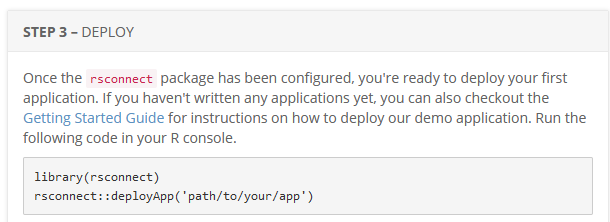 STEP 3 – DEPLOY
Once the rsconnect package has been configured, you're ready to deploy your first
application. If you haven't written any applications yet, you can also checkout the
Getting Started Guide for instructions on how to deploy our demo application. Run the
following code in your R console.
library(rsconnect)
rsconnect::deployApp('path/to/your/app')